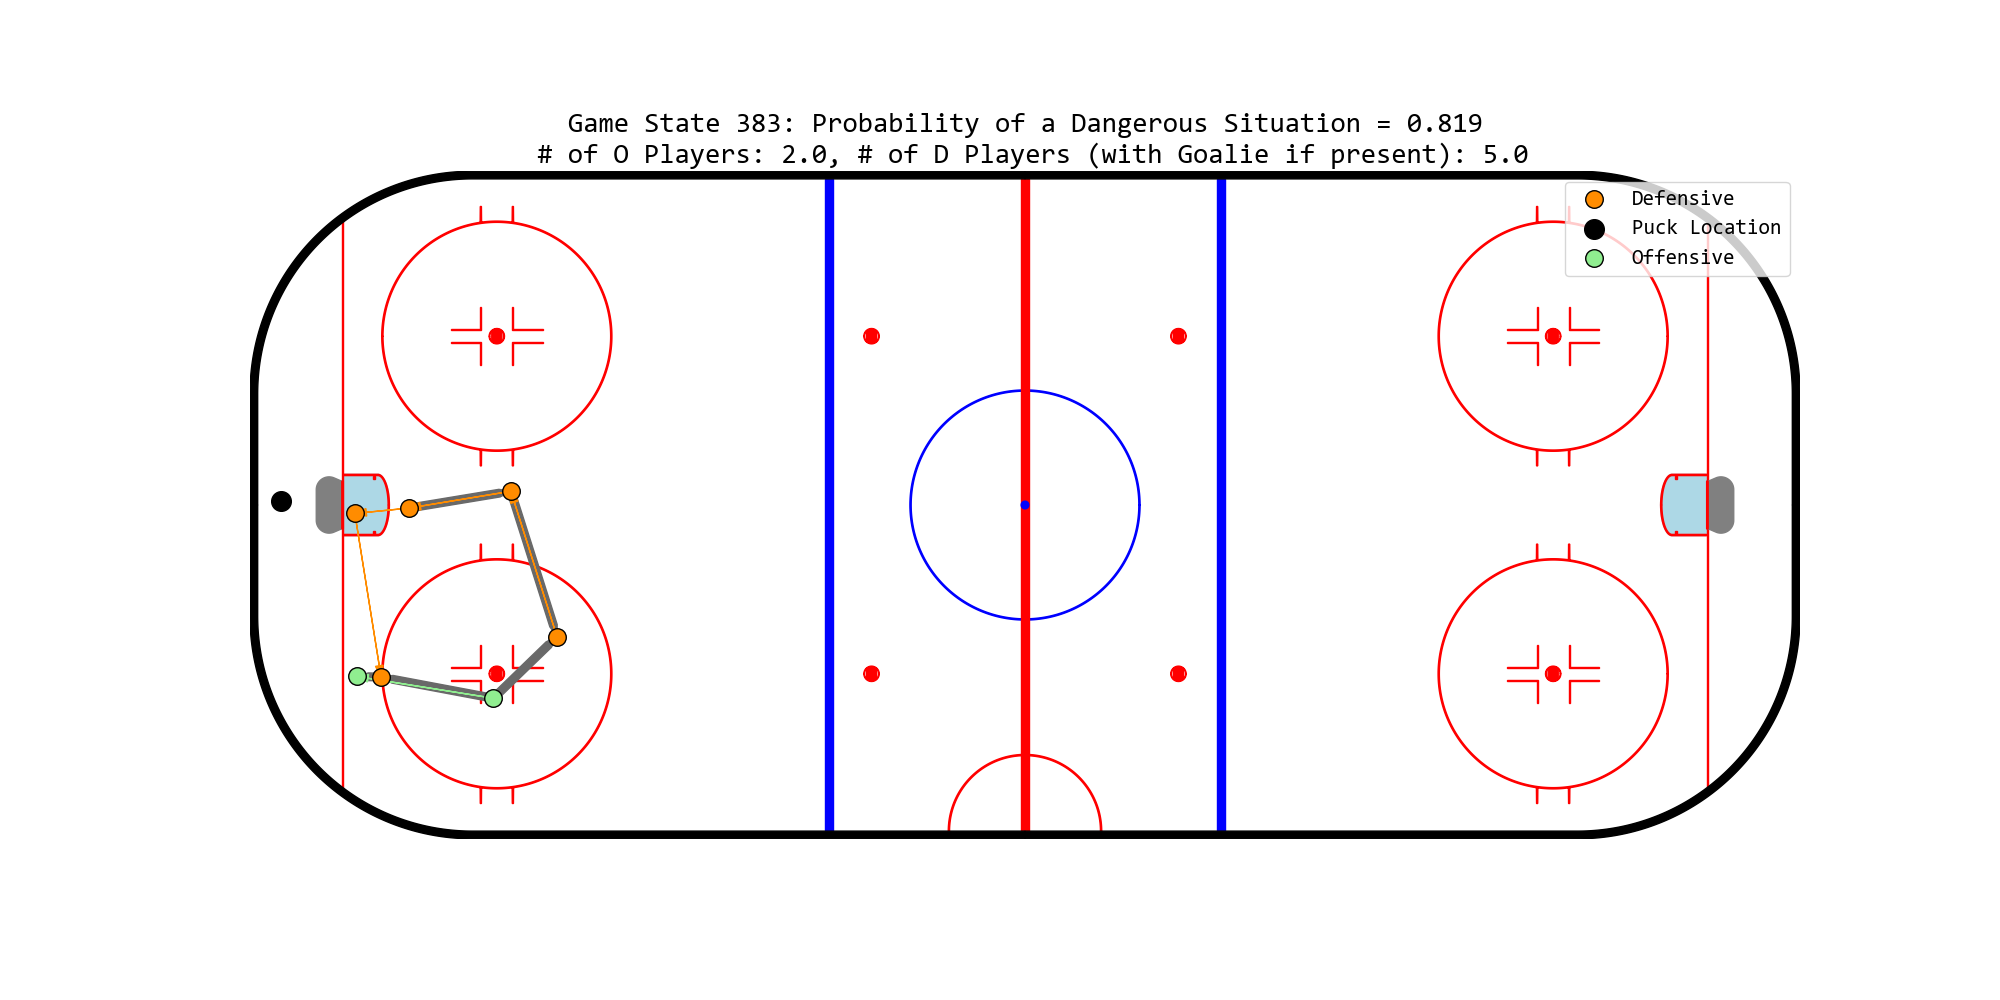 Game State 383: Probability of a Dangerous Situation = 0.819
# of O Players: 2.0, # of D Players (with Goalie if present): 5.0
Defensive
Puck Location
Offensive